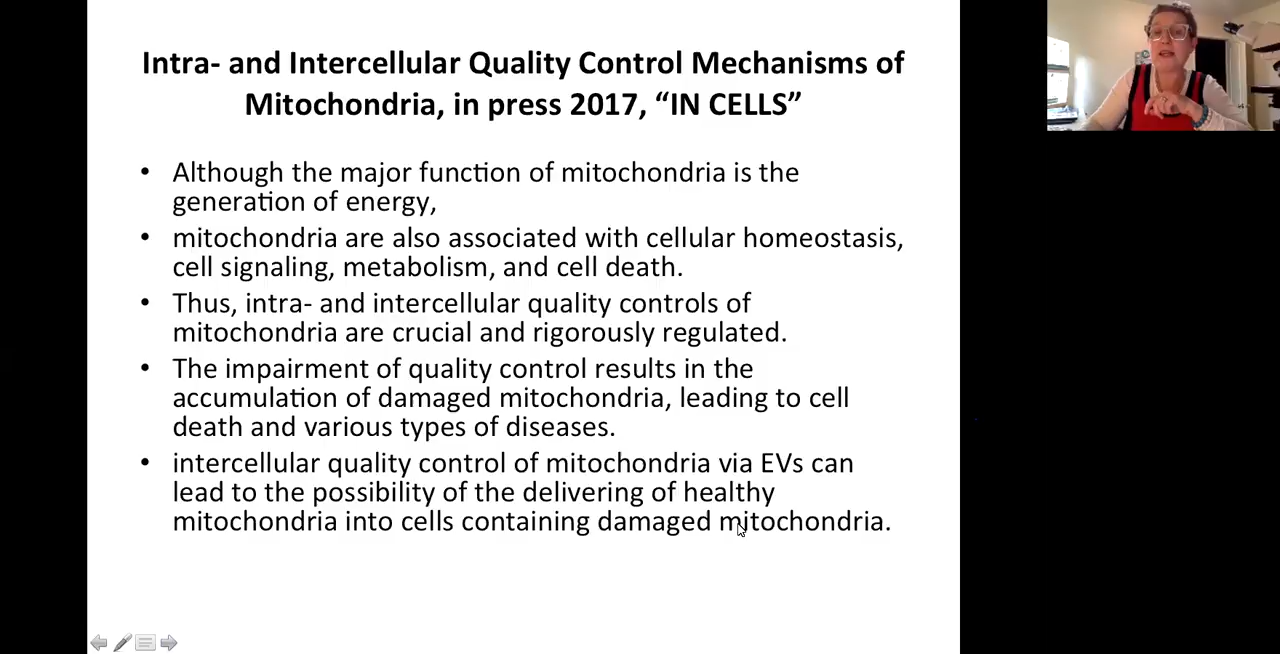 Intra- and Intercellular Quality Control Mechanisms of
Mitochondria, in press 2017, “IN CELLS”
• Although the major function of mitochondria is the
generation of energy,
• mitochondria are also associated with cellular homeostasis,
cell signaling, metabolism, and cell death.
• Thus, intra- and intercellular quality controls of
mitochondria are crucial and rigorously regulated.
• The impairment of quality control results in the
accumulation of damaged mitochondria, leading to cell
death and various types of diseases.
• intercellular quality control of mitochondria via EVs can
lead to the possibility of the delivering of healthy
mitochondria into cells containing damaged mitochondria.